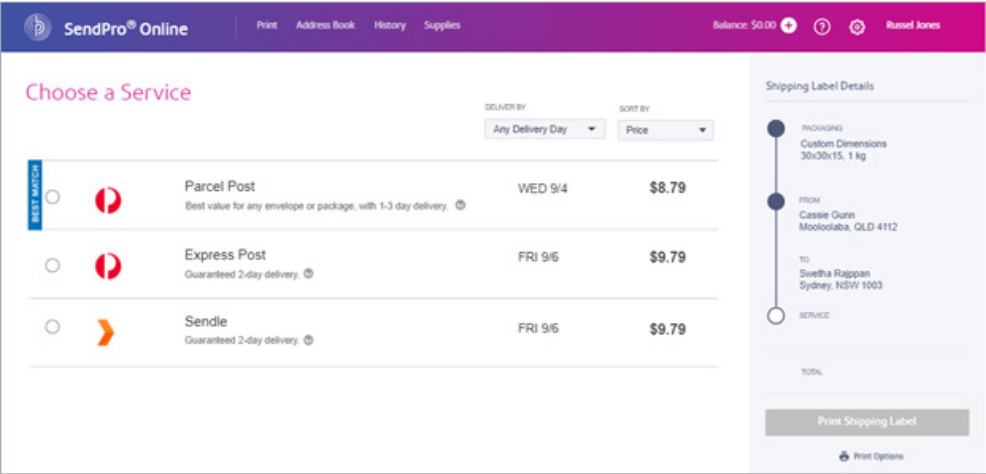 SendPro® Online
Print Address Book History Supplies
Balance: $0.00
Russel Jones
Choose a Service
DELIVER BY
Any Delivery Day
SORT BY
Price
BEST MATCH
Parcel Post
Best value for any envelope or package, with 1-3 day delivery.
WED 9/4
$8.79
Express Post
Guaranteed 2-day delivery.
FRI 9/6
$9.79
Sendle
Guaranteed 2-day delivery.
FRI 9/6
$9.79
Shipping Label Details
PACKAGING
Custom Dimensions
30x30x15, 1 kg
FROM
Cassie Gunn
Mooloolaba, QLD 4112
TO
Swetha Rajppan
Sydney, NSW 1003
SERVICE
TOTAL
Print Shipping Label
Print Options